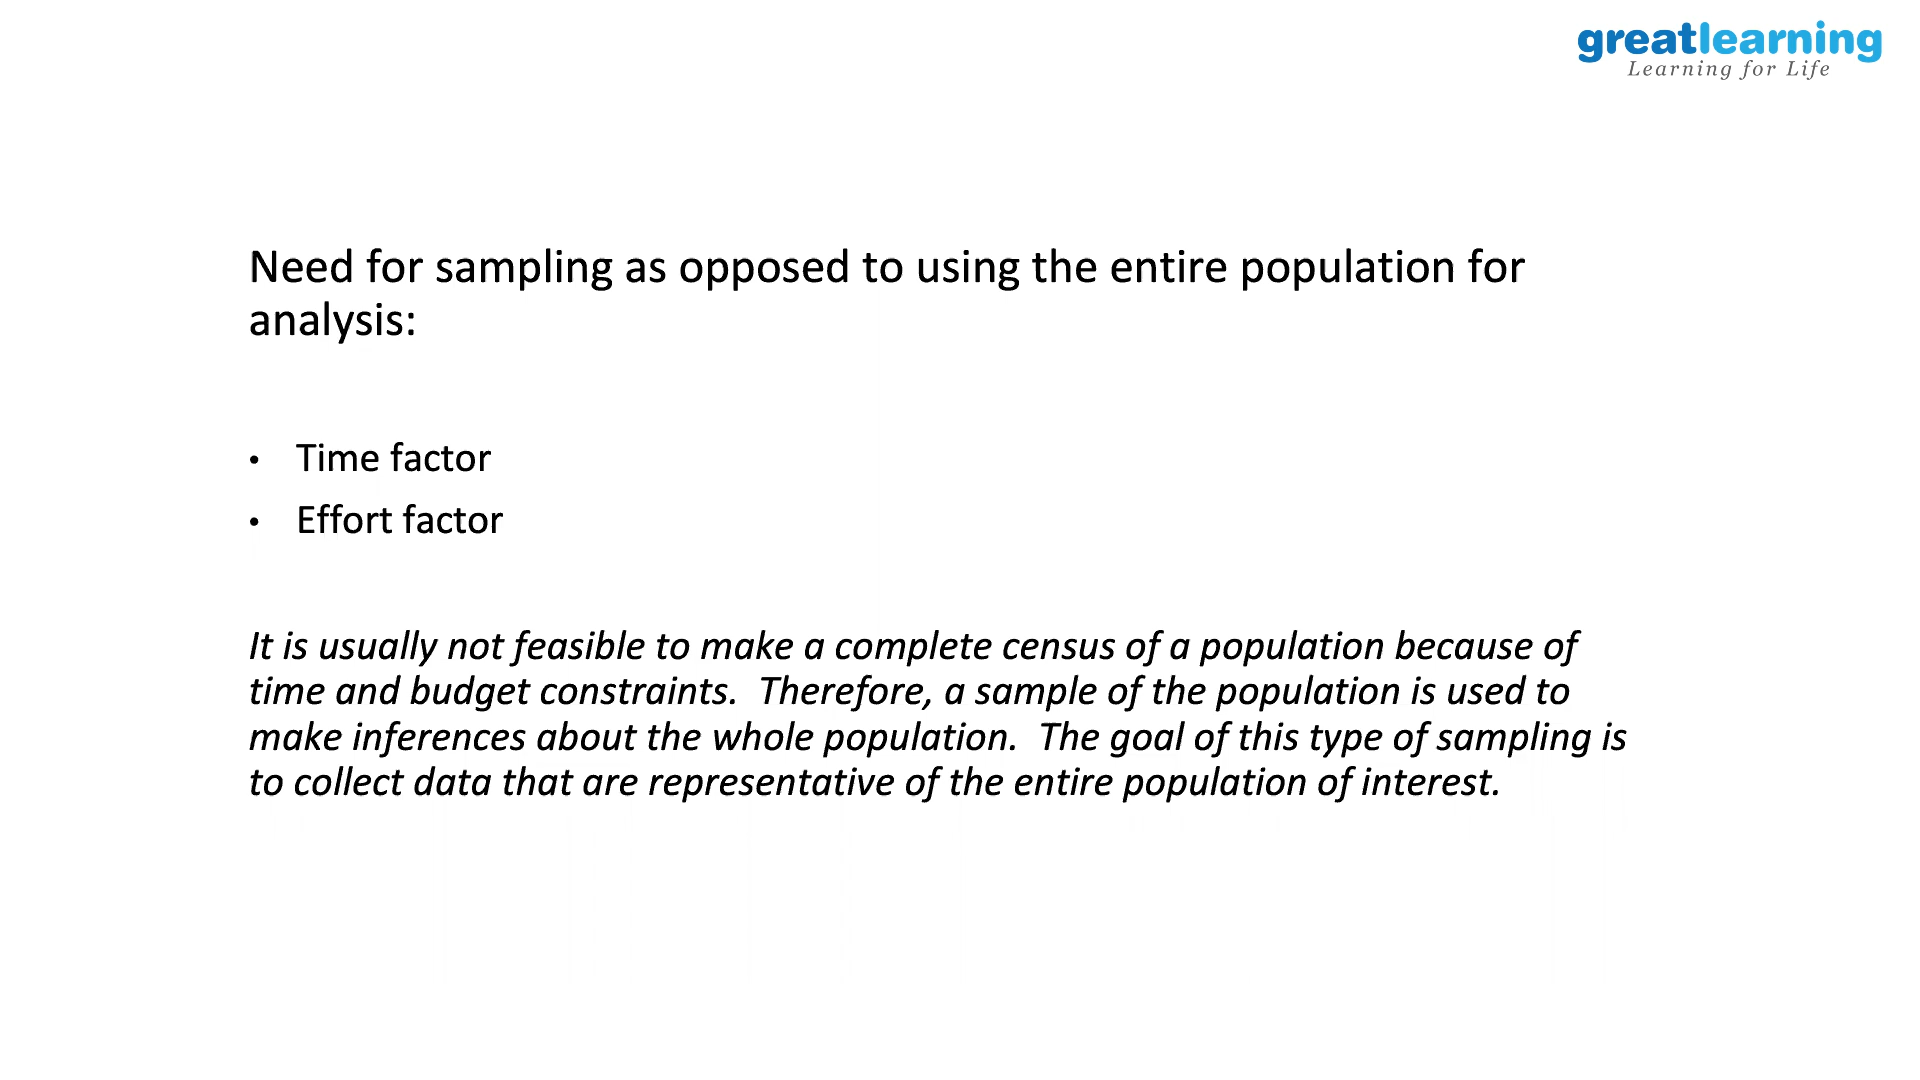 greatlearning
Learning for Life
Need for sampling as opposed to using the entire population for
analysis:
• Time factor
• Effort factor
It is usually not feasible to make a complete census of a population because of
time and budget constraints.  Therefore, a sample of the population is used to
make inferences about the whole population.  The goal of this type of sampling is
to collect data that are representative of the entire population of interest.